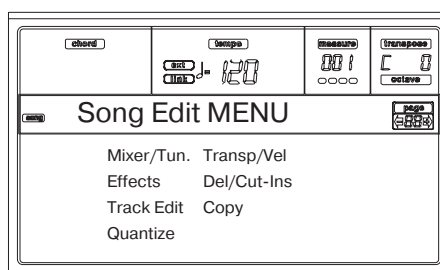 chord tempo measure transpose
ext
link
♩= 120 001 C 0
octave
song Song Edit MENU page
88
Mixer/Tun. Transp/Vel
Effects Del/Cut-Ins
Track Edit Copy
Quantize